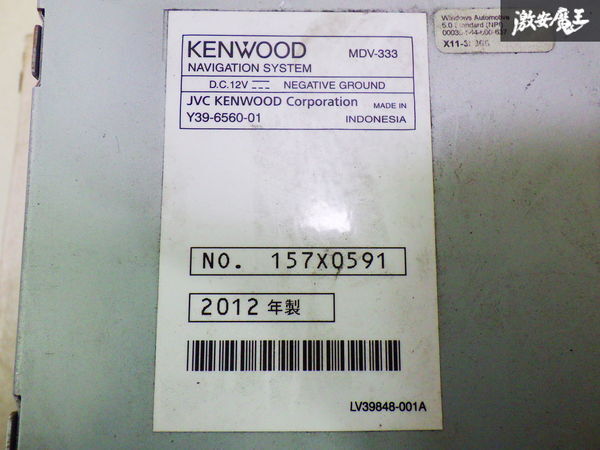 激安魔王
Windows Automotive
KENWOOD MDV-333
NAVIGATION SYSTEM
D.C.12V NEGATIVE GROUND
JVC KENWOOD Corporation MADE IN
Y39-6560-01 INDONESIA
NO. 157X0591
2012 年製
LV39848-001A